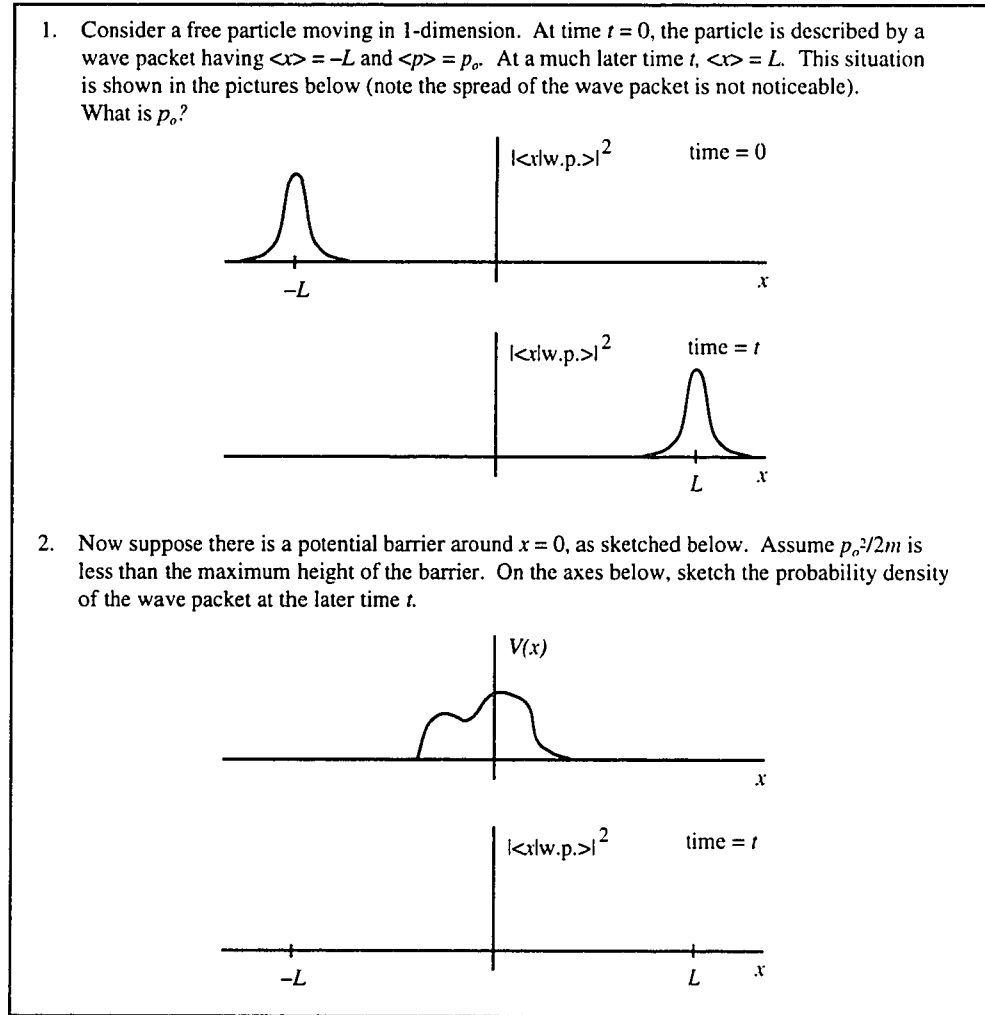 1. Consider a free particle moving in 1-dimension. At time t = 0, the particle is described by a
wave packet having <x> = –L and <p> = pₒ. At a much later time t, <x> = L. This situation
is shown in the pictures below (note the spread of the wave packet is not noticeable).
What is pₒ?
|<x|w.p.>|² time = 0
–L x
|<x|w.p.>|² time = t
L x
2. Now suppose there is a potential barrier around x = 0, as sketched below. Assume pₒ²/2m is
less than the maximum height of the barrier. On the axes below, sketch the probability density
of the wave packet at the later time t.
V(x)
x
|<x|w.p.>|² time = t
–L L x